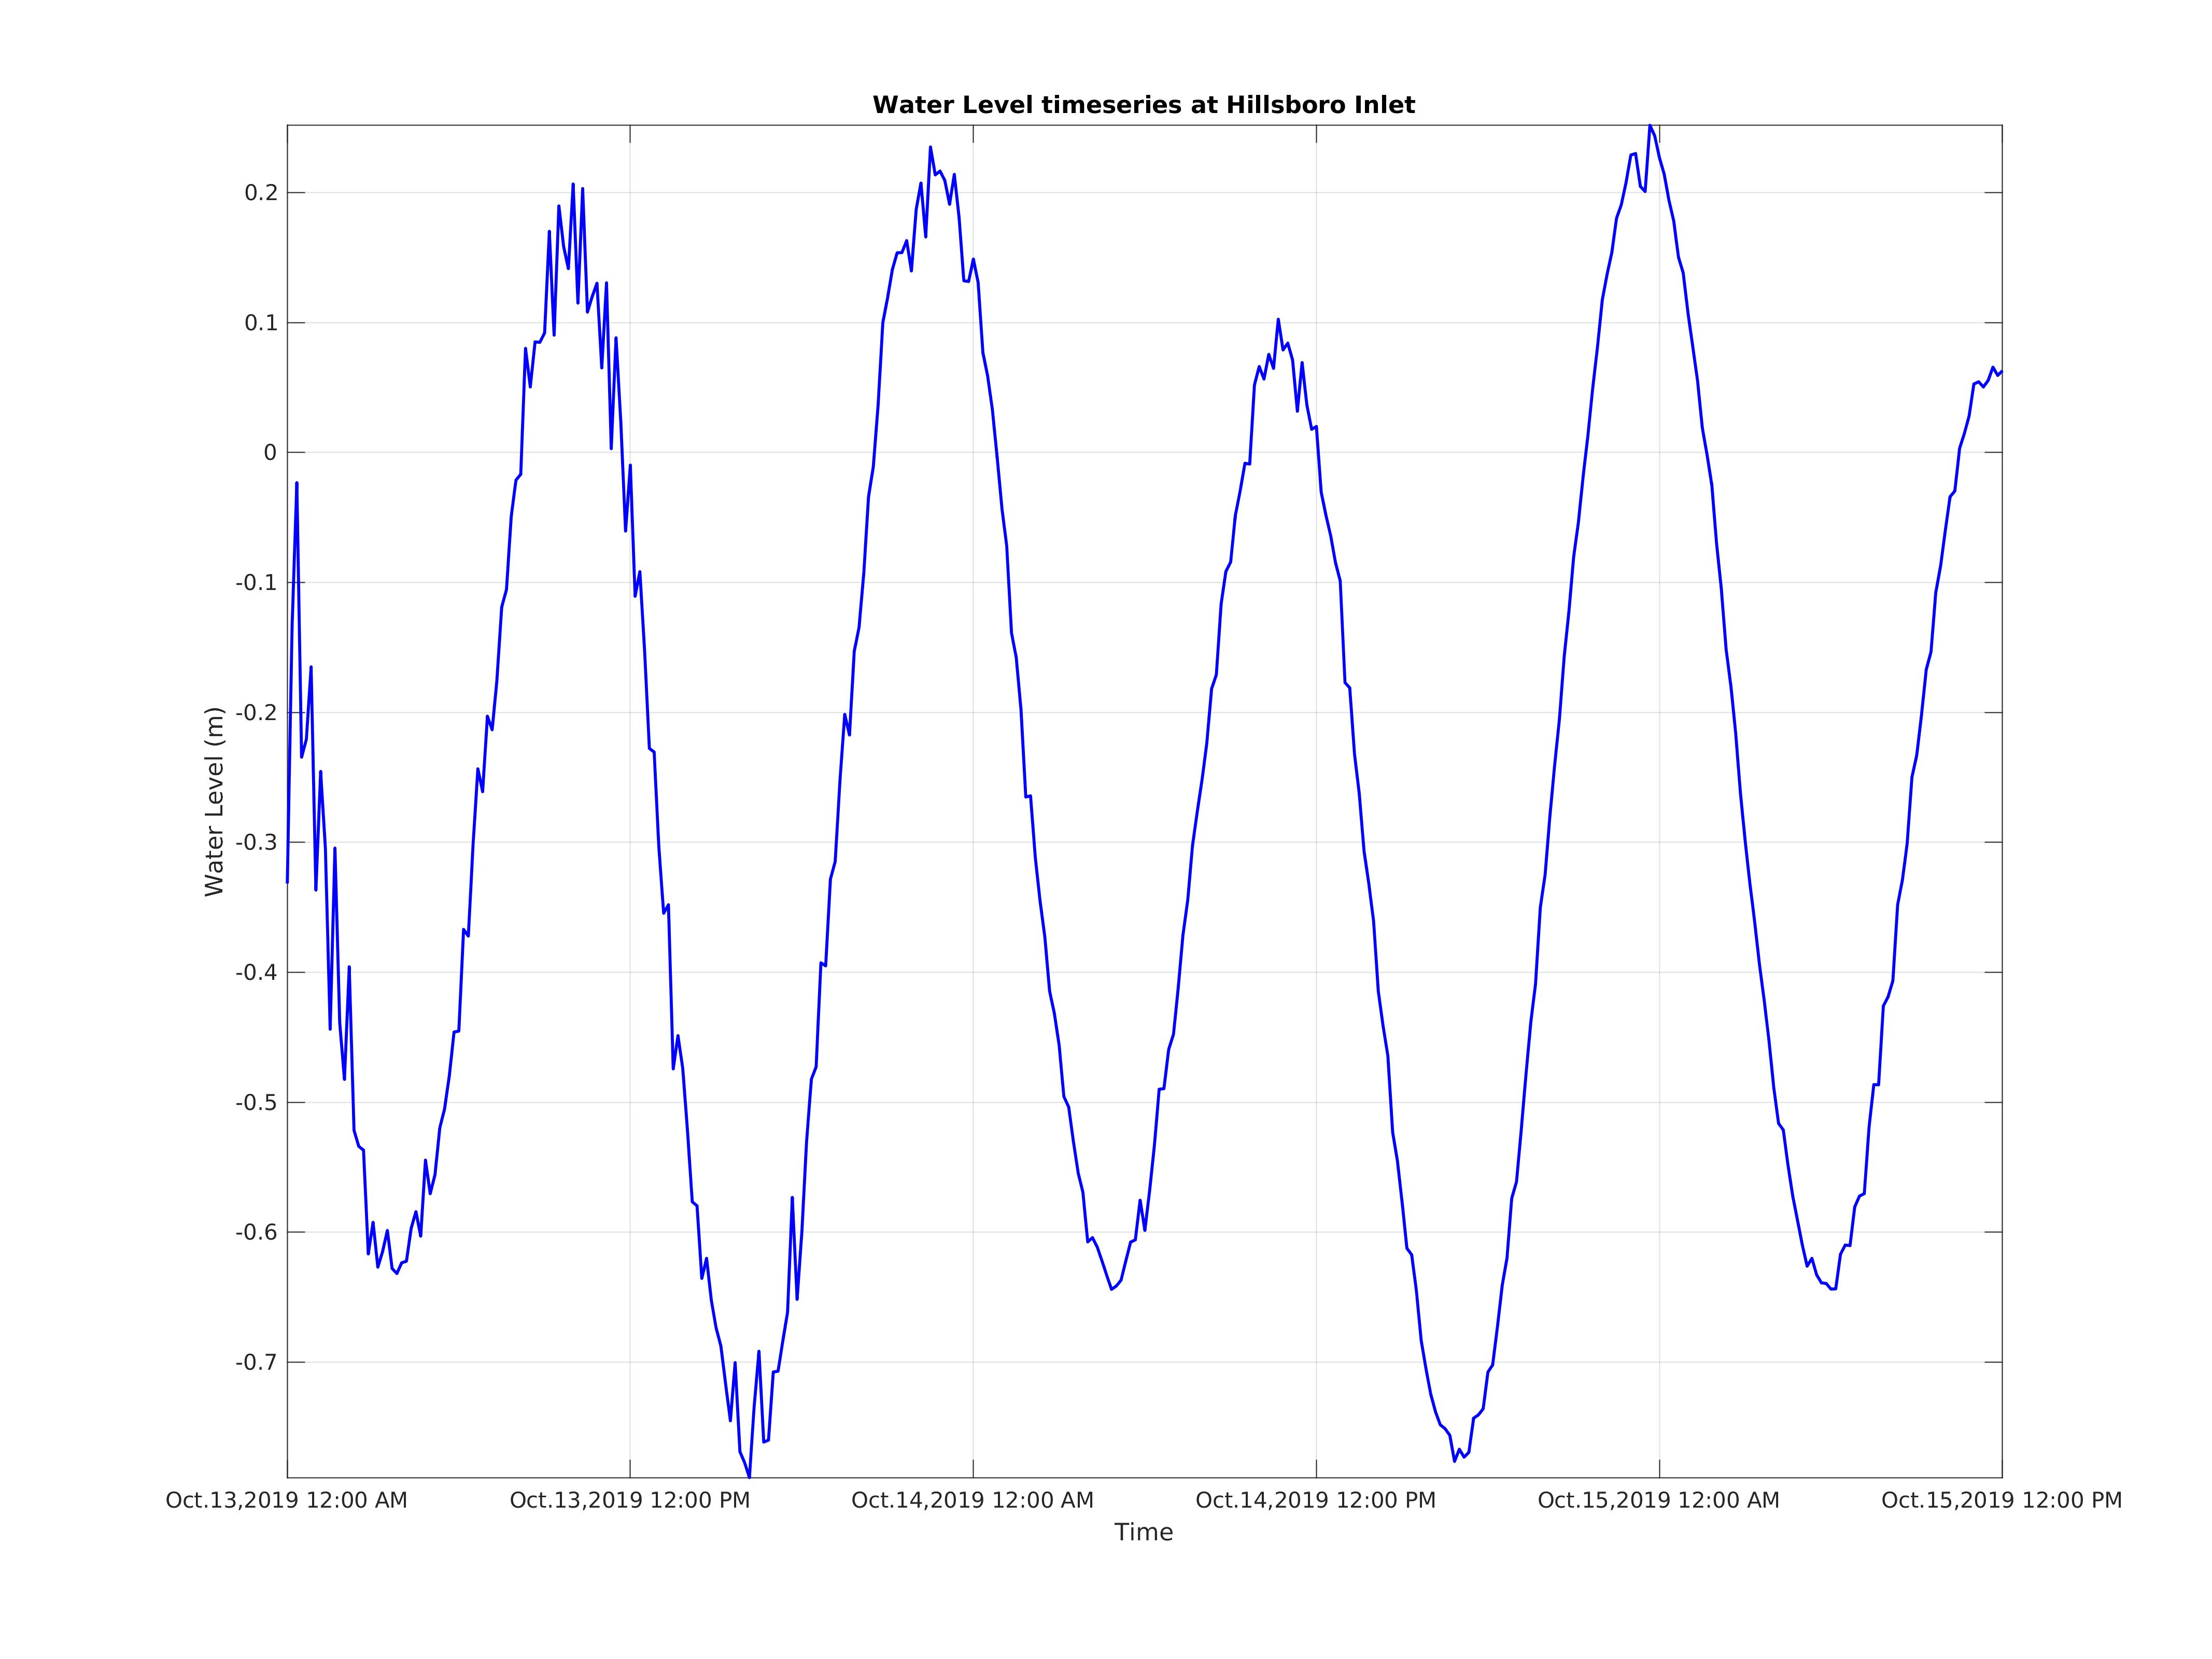 Water Level timeseries at Hillsboro Inlet
0.2
0.1
0
-0.1
-0.2
-0.3
-0.4
-0.5
-0.6
-0.7
Water Level (m)
Oct.13,2019 12:00 AM
Oct.13,2019 12:00 PM
Oct.14,2019 12:00 AM
Oct.14,2019 12:00 PM
Oct.15,2019 12:00 AM
Oct.15,2019 12:00 PM
Time